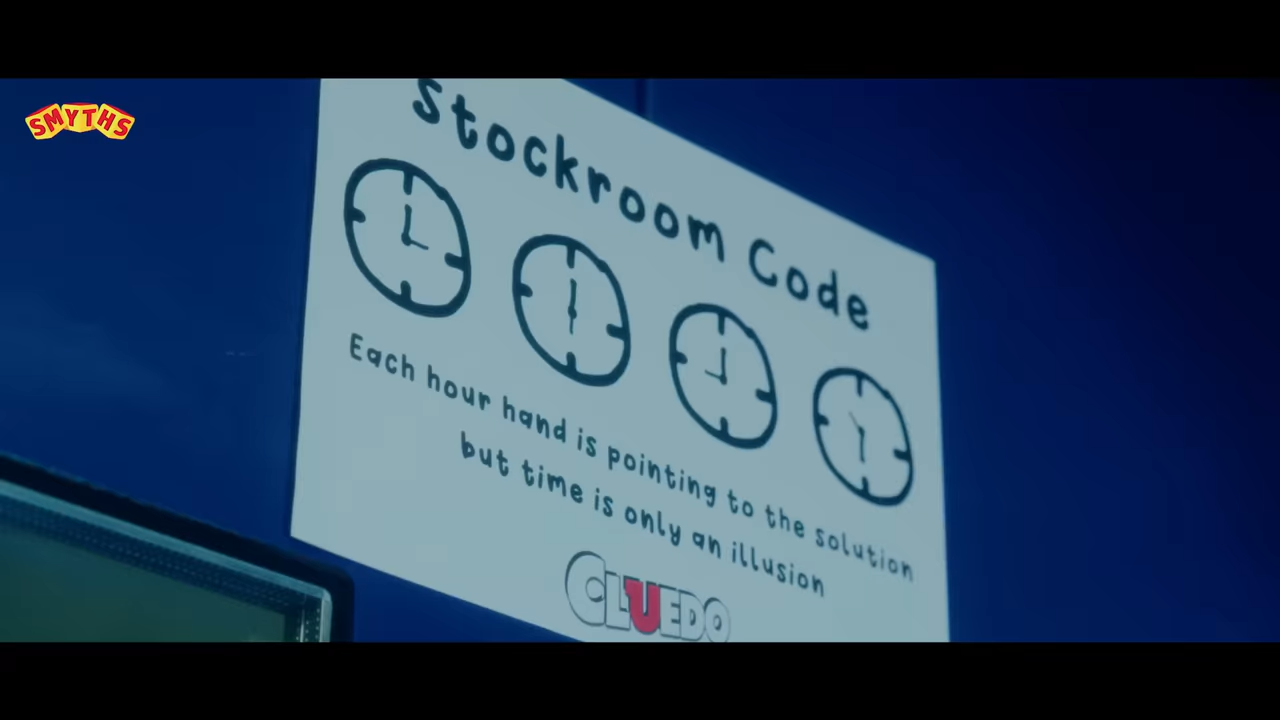 SMYTHS
Stockroom Code
Each hour hand is pointing to the solution
but time is only an illusion
CLUEDO